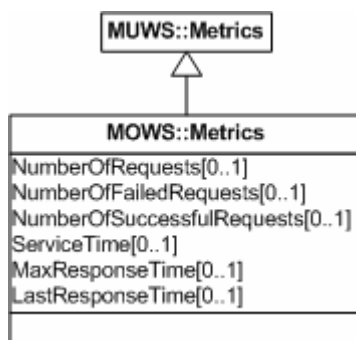 MUWS::Metrics
MOWS::Metrics
NumberOfRequests[0..1]
NumberOfFailedRequests[0..1]
NumberOfSuccessfulRequests[0..1]
ServiceTime[0..1]
MaxResponseTime[0..1]
LastResponseTime[0..1]